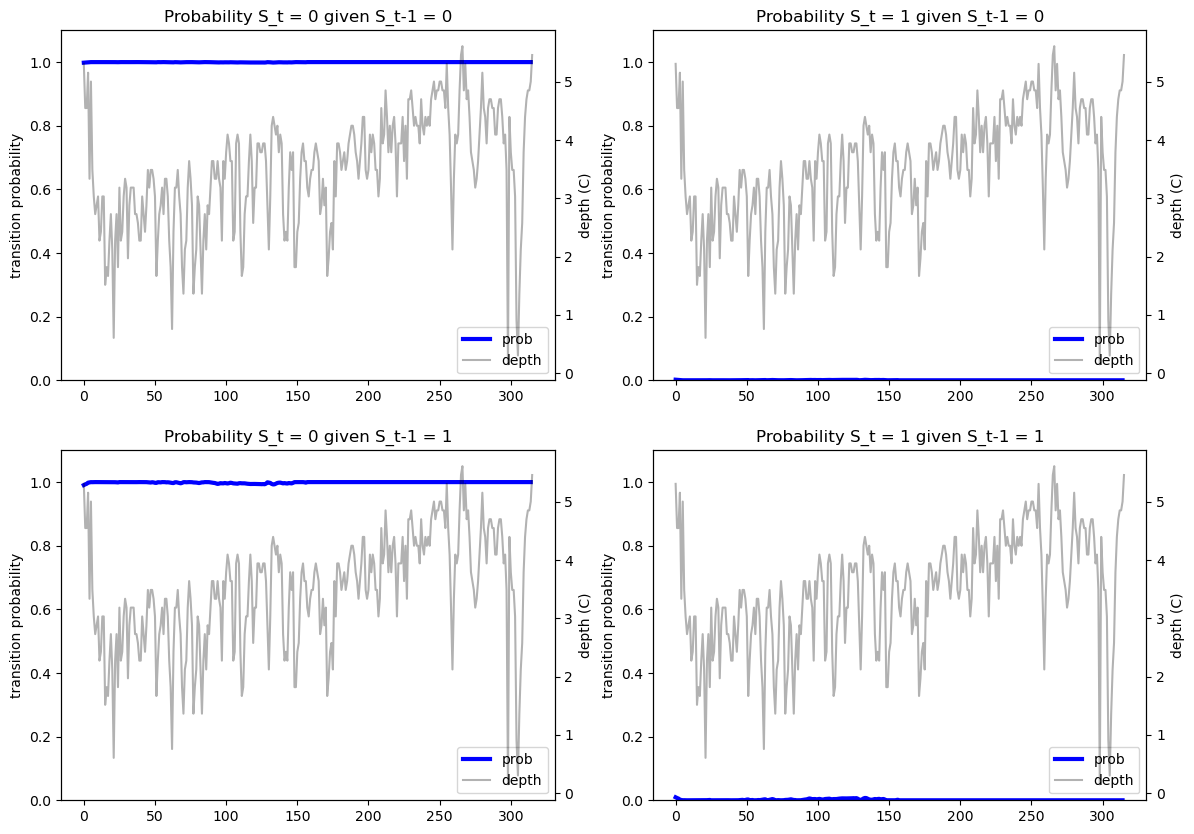 Probability S_t = 0 given S_t-1 = 0
transition probability
1.0
0.8
0.6
0.4
0.2
0.0
0 50 100 150 200 250 300
5
4
3
2
1
0
depth (C)
prob
depth
Probability S_t = 1 given S_t-1 = 0
transition probability
1.0
0.8
0.6
0.4
0.2
0.0
0 50 100 150 200 250 300
5
4
3
2
1
0
depth (C)
prob
depth
Probability S_t = 0 given S_t-1 = 1
transition probability
1.0
0.8
0.6
0.4
0.2
0.0
0 50 100 150 200 250 300
5
4
3
2
1
0
depth (C)
prob
depth
Probability S_t = 1 given S_t-1 = 1
transition probability
1.0
0.8
0.6
0.4
0.2
0.0
0 50 100 150 200 250 300
5
4
3
2
1
0
depth (C)
prob
depth